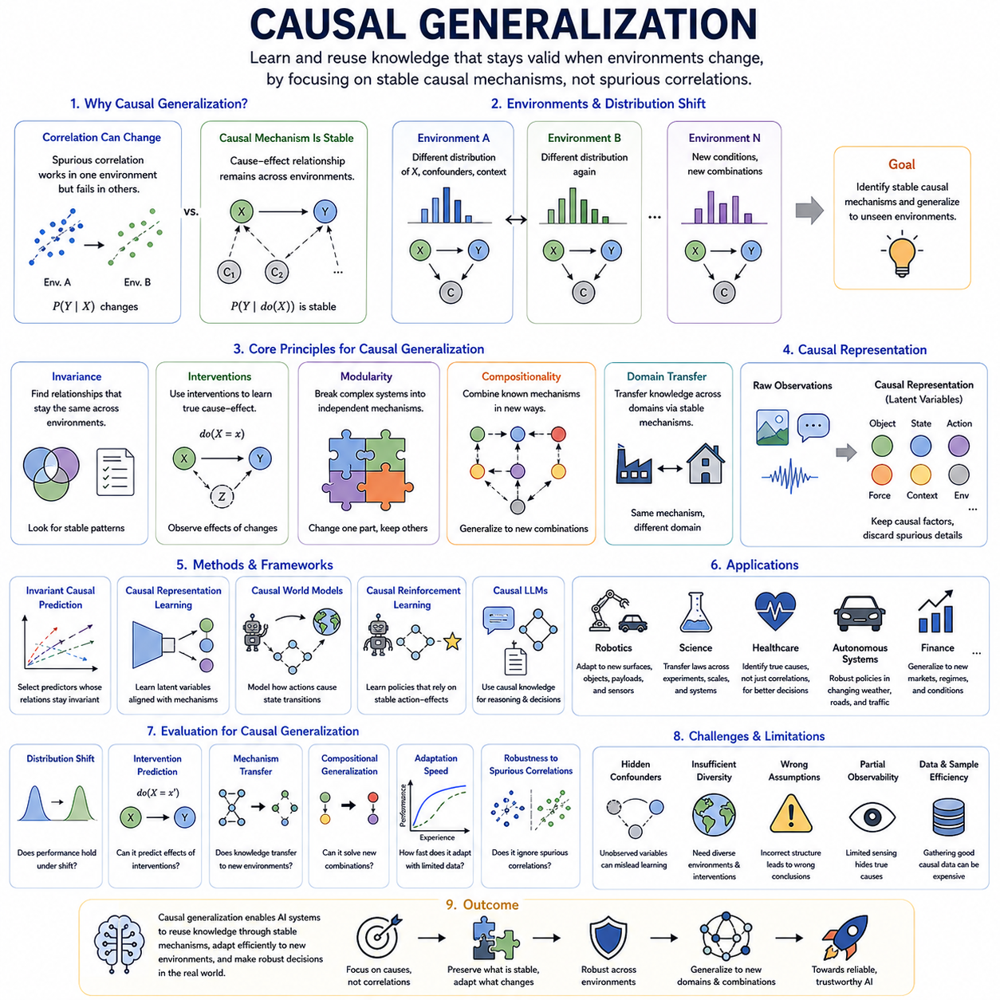 CAUSAL GENERALIZATION
Learn and reuse knowledge that stays valid when environments change,
by focusing on stable causal mechanisms, not spurious correlations.
1. Why Causal Generalization?
Correlation Can Change
Spurious correlation
works in one environment
but fails in others.
Env. A
Env. B
P(Y | X) changes
vs.
Causal Mechanism Is Stable
Cause–effect relationship
remains across environments.
X
Y
C₁
C₂
...
P(Y | do(X)) is stable
2. Environments & Distribution Shift
Environment A
Different distribution
of X, confounders, context
X
Y
C
Environment B
Different distribution
again
X
Y
C
...
Environment N
New conditions,
new combinations
X
Y
C
Goal
Identify stable causal
mechanisms and generalize
to unseen environments.
3. Core Principles for Causal Generalization
Invariance
Find relationships that
stay the same across
environments.
Look for stable patterns
Interventions
Use interventions to learn
true cause–effect.
do(X = x)
X
Y
Z
Observe effects of changes
Modularity
Break complex systems into
independent mechanisms.
Change one part, keep others
Compositionality
Combine known mechanisms
in new ways.
Generalize to new combinations
Domain Transfer
Transfer knowledge across
domains via stable
mechanisms.
Same mechanism,
different domain
4. Causal Representation
Raw Observations
Causal Representation
(Latent Variables)
Object State Action
Force Context Env
...
Keep causal factors,
discard spurious details
5. Methods & Frameworks
Invariant Causal
Prediction
Select predictors whose
relations stay invariant
Causal Representation
Learning
Learn latent variables
aligned with mechanisms
Causal World Models
Model how actions cause
state transitions
Causal Reinforcement
Learning
Learn policies that rely on
stable action–effects
Causal LLMs
Use causal knowledge
for reasoning & decisions
6. Applications
Robotics
Adapt to new surfaces,
objects, payloads,
and sensors
Science
Transfer laws across
experiments, scales,
and systems
Healthcare
Identify true causes,
not just correlations,
for better decisions
Autonomous
Systems
Robust policies in
changing weather,
roads, and traffic
Finance
Generalize to new
markets, regimes,
and conditions
...
7. Evaluation for Causal Generalization
Distribution Shift
Does performance hold
under shift?
Intervention
Prediction
do(X = x′)
X
Y
Can it predict effects of
interventions?
Mechanism
Transfer
Does knowledge transfer
to new environments?
Compositional
Generalization
Can it solve new
combinations?
Adaptation
Speed
Performance
Experience
How fast does it adapt
with limited data?
Robustness to
Spurious Correlations
Does it ignore spurious
correlations?
8. Challenges & Limitations
Hidden
Confounders
Unobserved variables
can mislead learning
Insufficient
Diversity
Need diverse
environments &
interventions
Wrong
Assumptions
Incorrect structure
leads to wrong
conclusions
Partial
Observability
Limited sensing
hides true
causes
Data & Sample
Efficiency
Gathering good
causal data can be
expensive
9. Outcome
Causal generalization enables AI systems
to reuse knowledge through stable
mechanisms, adapt efficiently to new
environments, and make robust decisions
in the real world.
Focus on causes,
not correlations
Preserve what is stable,
adapt what changes
Robust across
environments
Generalize to new
domains & combinations
Towards reliable,
trustworthy AI